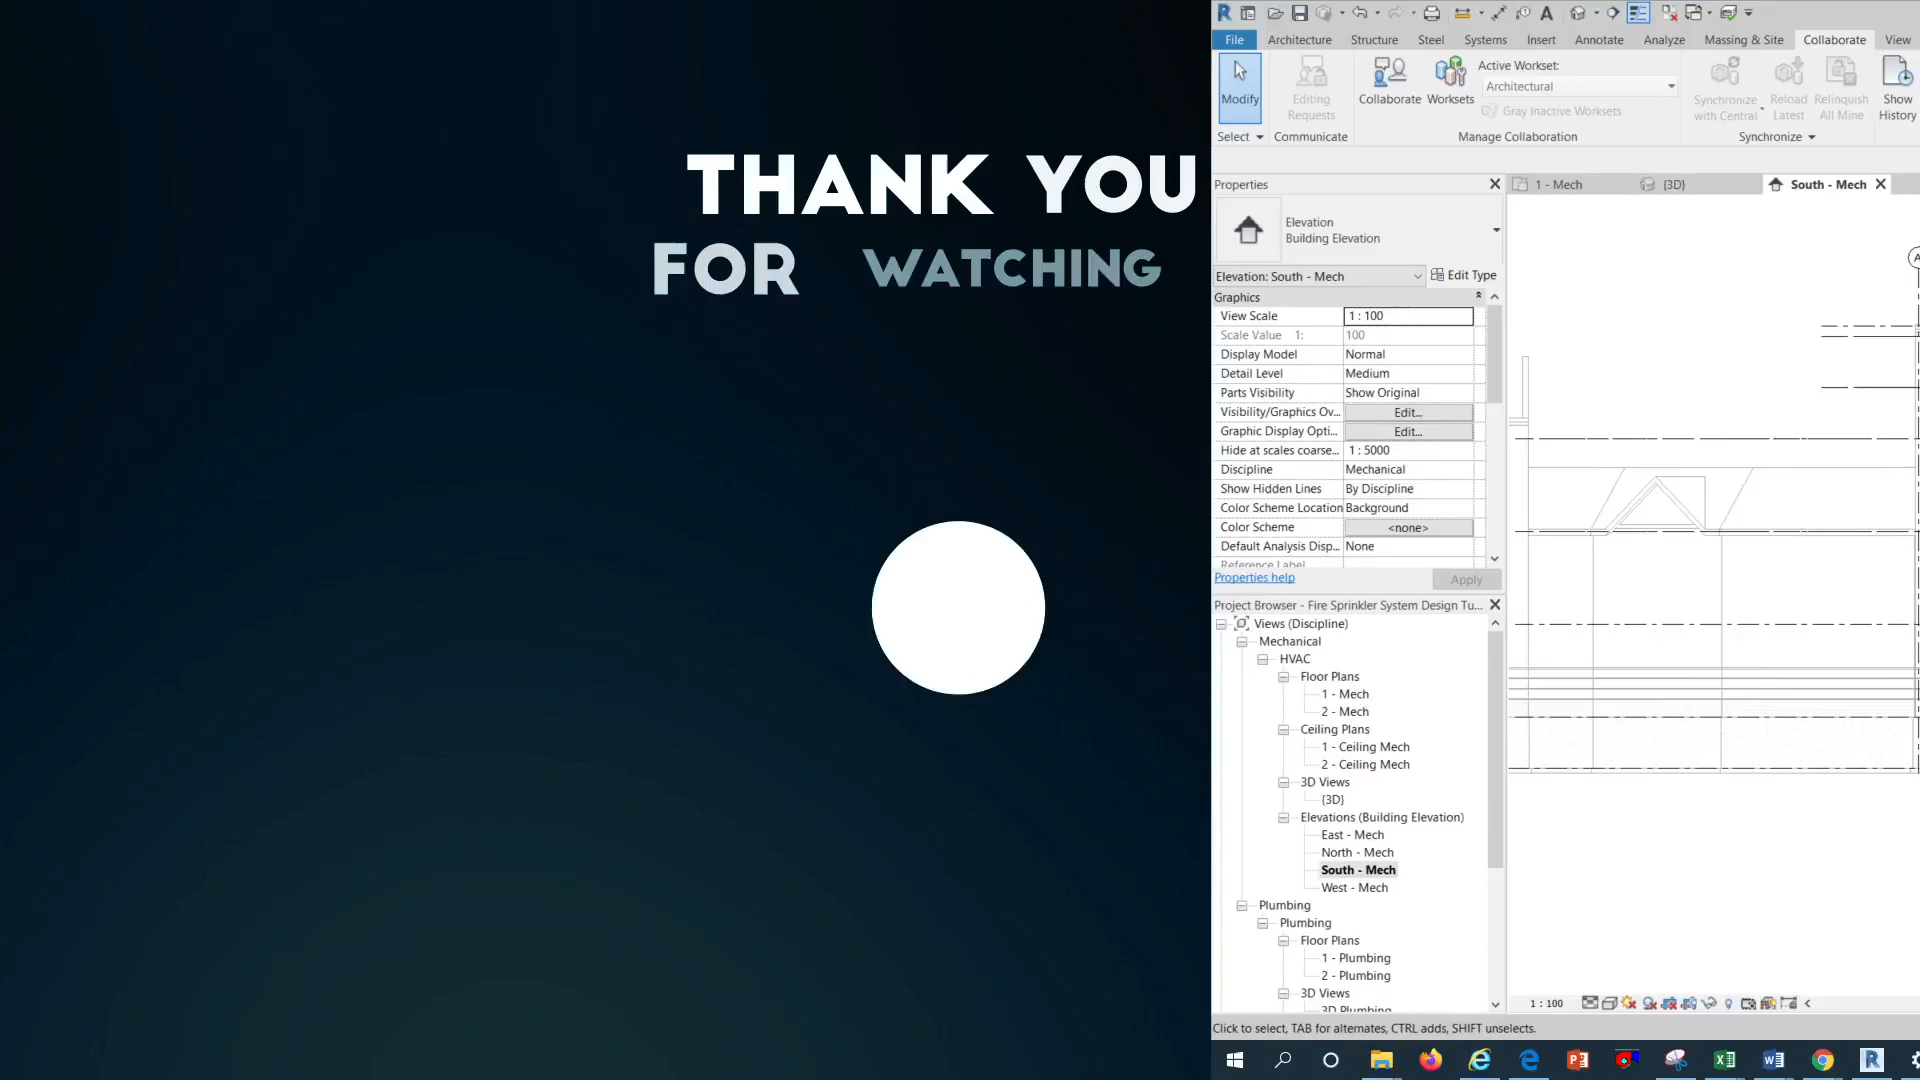 THANK YOU
FOR WATCHING
File Architecture Structure Steel Systems Insert Annotate Analyze Massing & Site Collaborate View
Modify
Editing Requests
Collaborate Worksets
Active Workset:
Architectural
Gray Inactive Worksets
Synchronize with Central
Reload Latest
Relinquish All Mine
Show History
Select Communicate Manage Collaboration Synchronize
Properties
1 - Mech {3D} South - Mech
Elevation
Building Elevation
Elevation: South - Mech Edit Type
Graphics
View Scale 1 : 100
Scale Value 1: 100
Display Model Normal
Detail Level Medium
Parts Visibility Show Original
Visibility/Graphics Ov... Edit...
Graphic Display Opti... Edit...
Hide at scales coarse... 1 : 5000
Discipline Mechanical
Show Hidden Lines By Discipline
Color Scheme Location Background
Color Scheme <none>
Default Analysis Disp... None
Reference Label
Properties help Apply
Project Browser - Fire Sprinkler System Design Tu...
Views (Discipline)
Mechanical
HVAC
Floor Plans
1 - Mech
2 - Mech
Ceiling Plans
1 - Ceiling Mech
2 - Ceiling Mech
3D Views
{3D}
Elevations (Building Elevation)
East - Mech
North - Mech
South - Mech
West - Mech
Plumbing
Plumbing
Floor Plans
1 - Plumbing
2 - Plumbing
3D Views
3D Plumbing
1 : 100
Click to select, TAB for alternates, CTRL adds, SHIFT unselects.